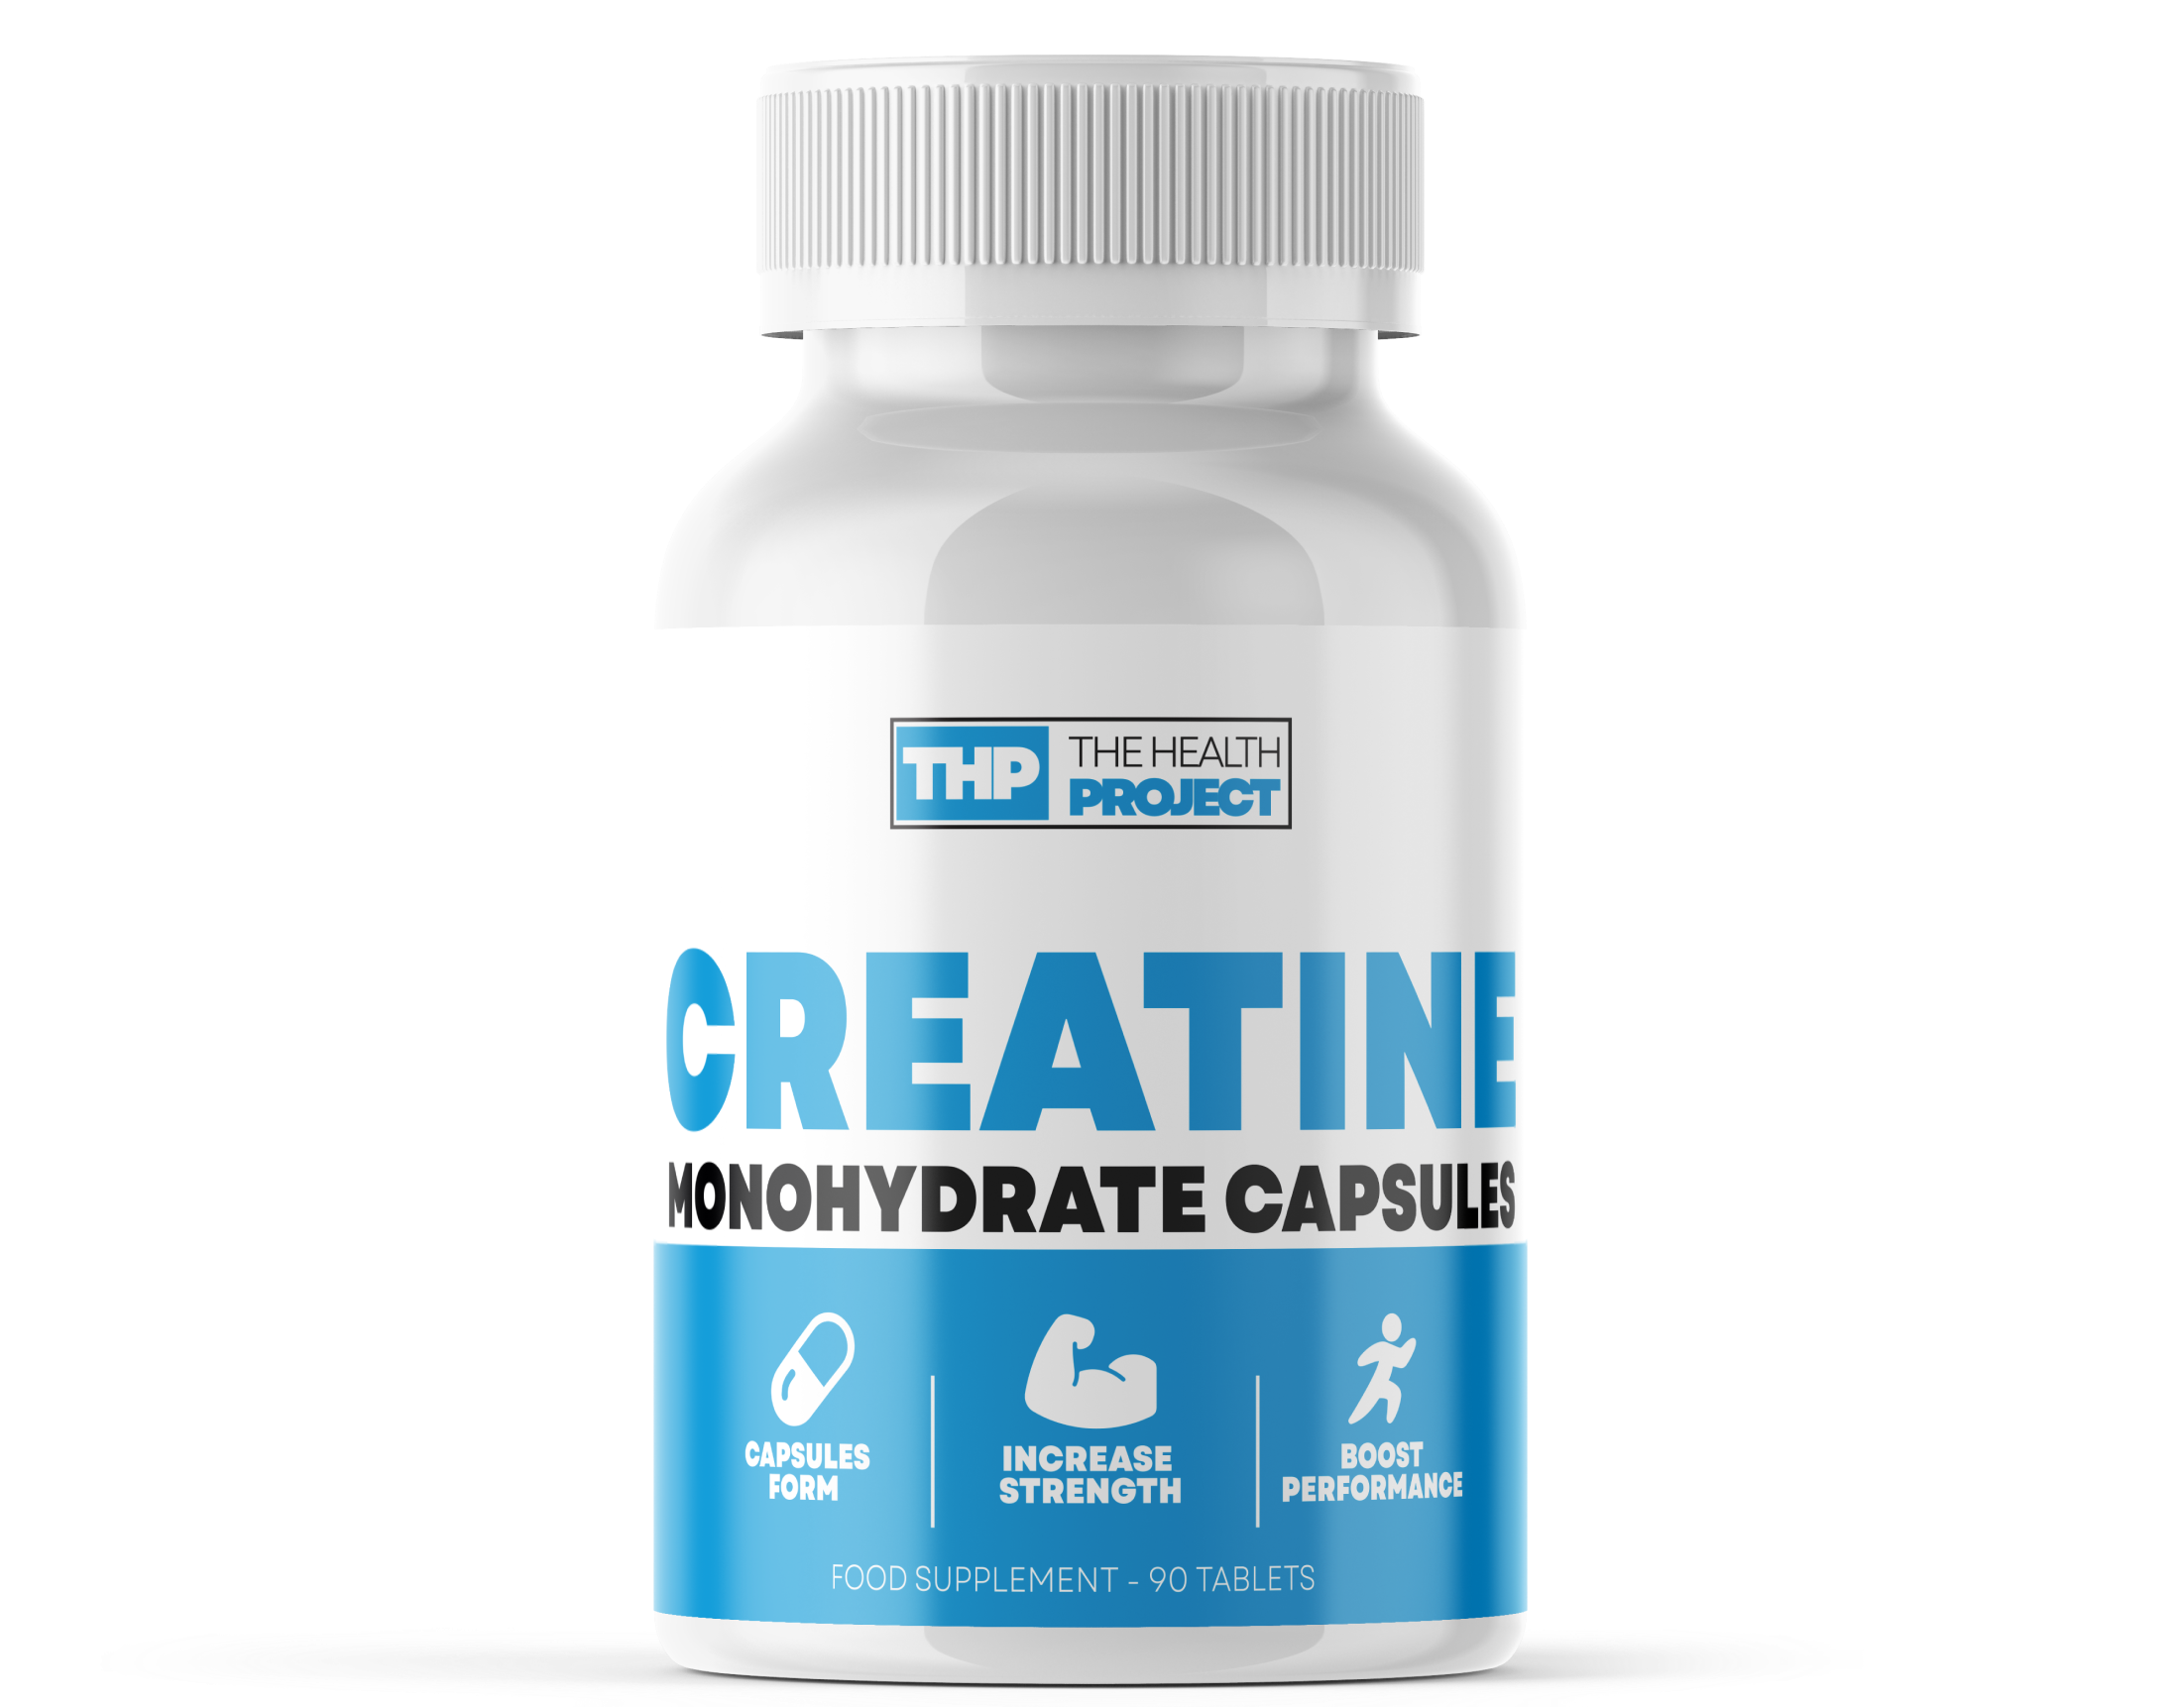 THP
THE HEALTH
PROJECT
CREATINE
MONOHYDRATE CAPSULES
CAPSULES
FORM
INCREASE
STRENGTH
BOOST
PERFORMANCE
FOOD SUPPLEMENT - 90 TABLETS